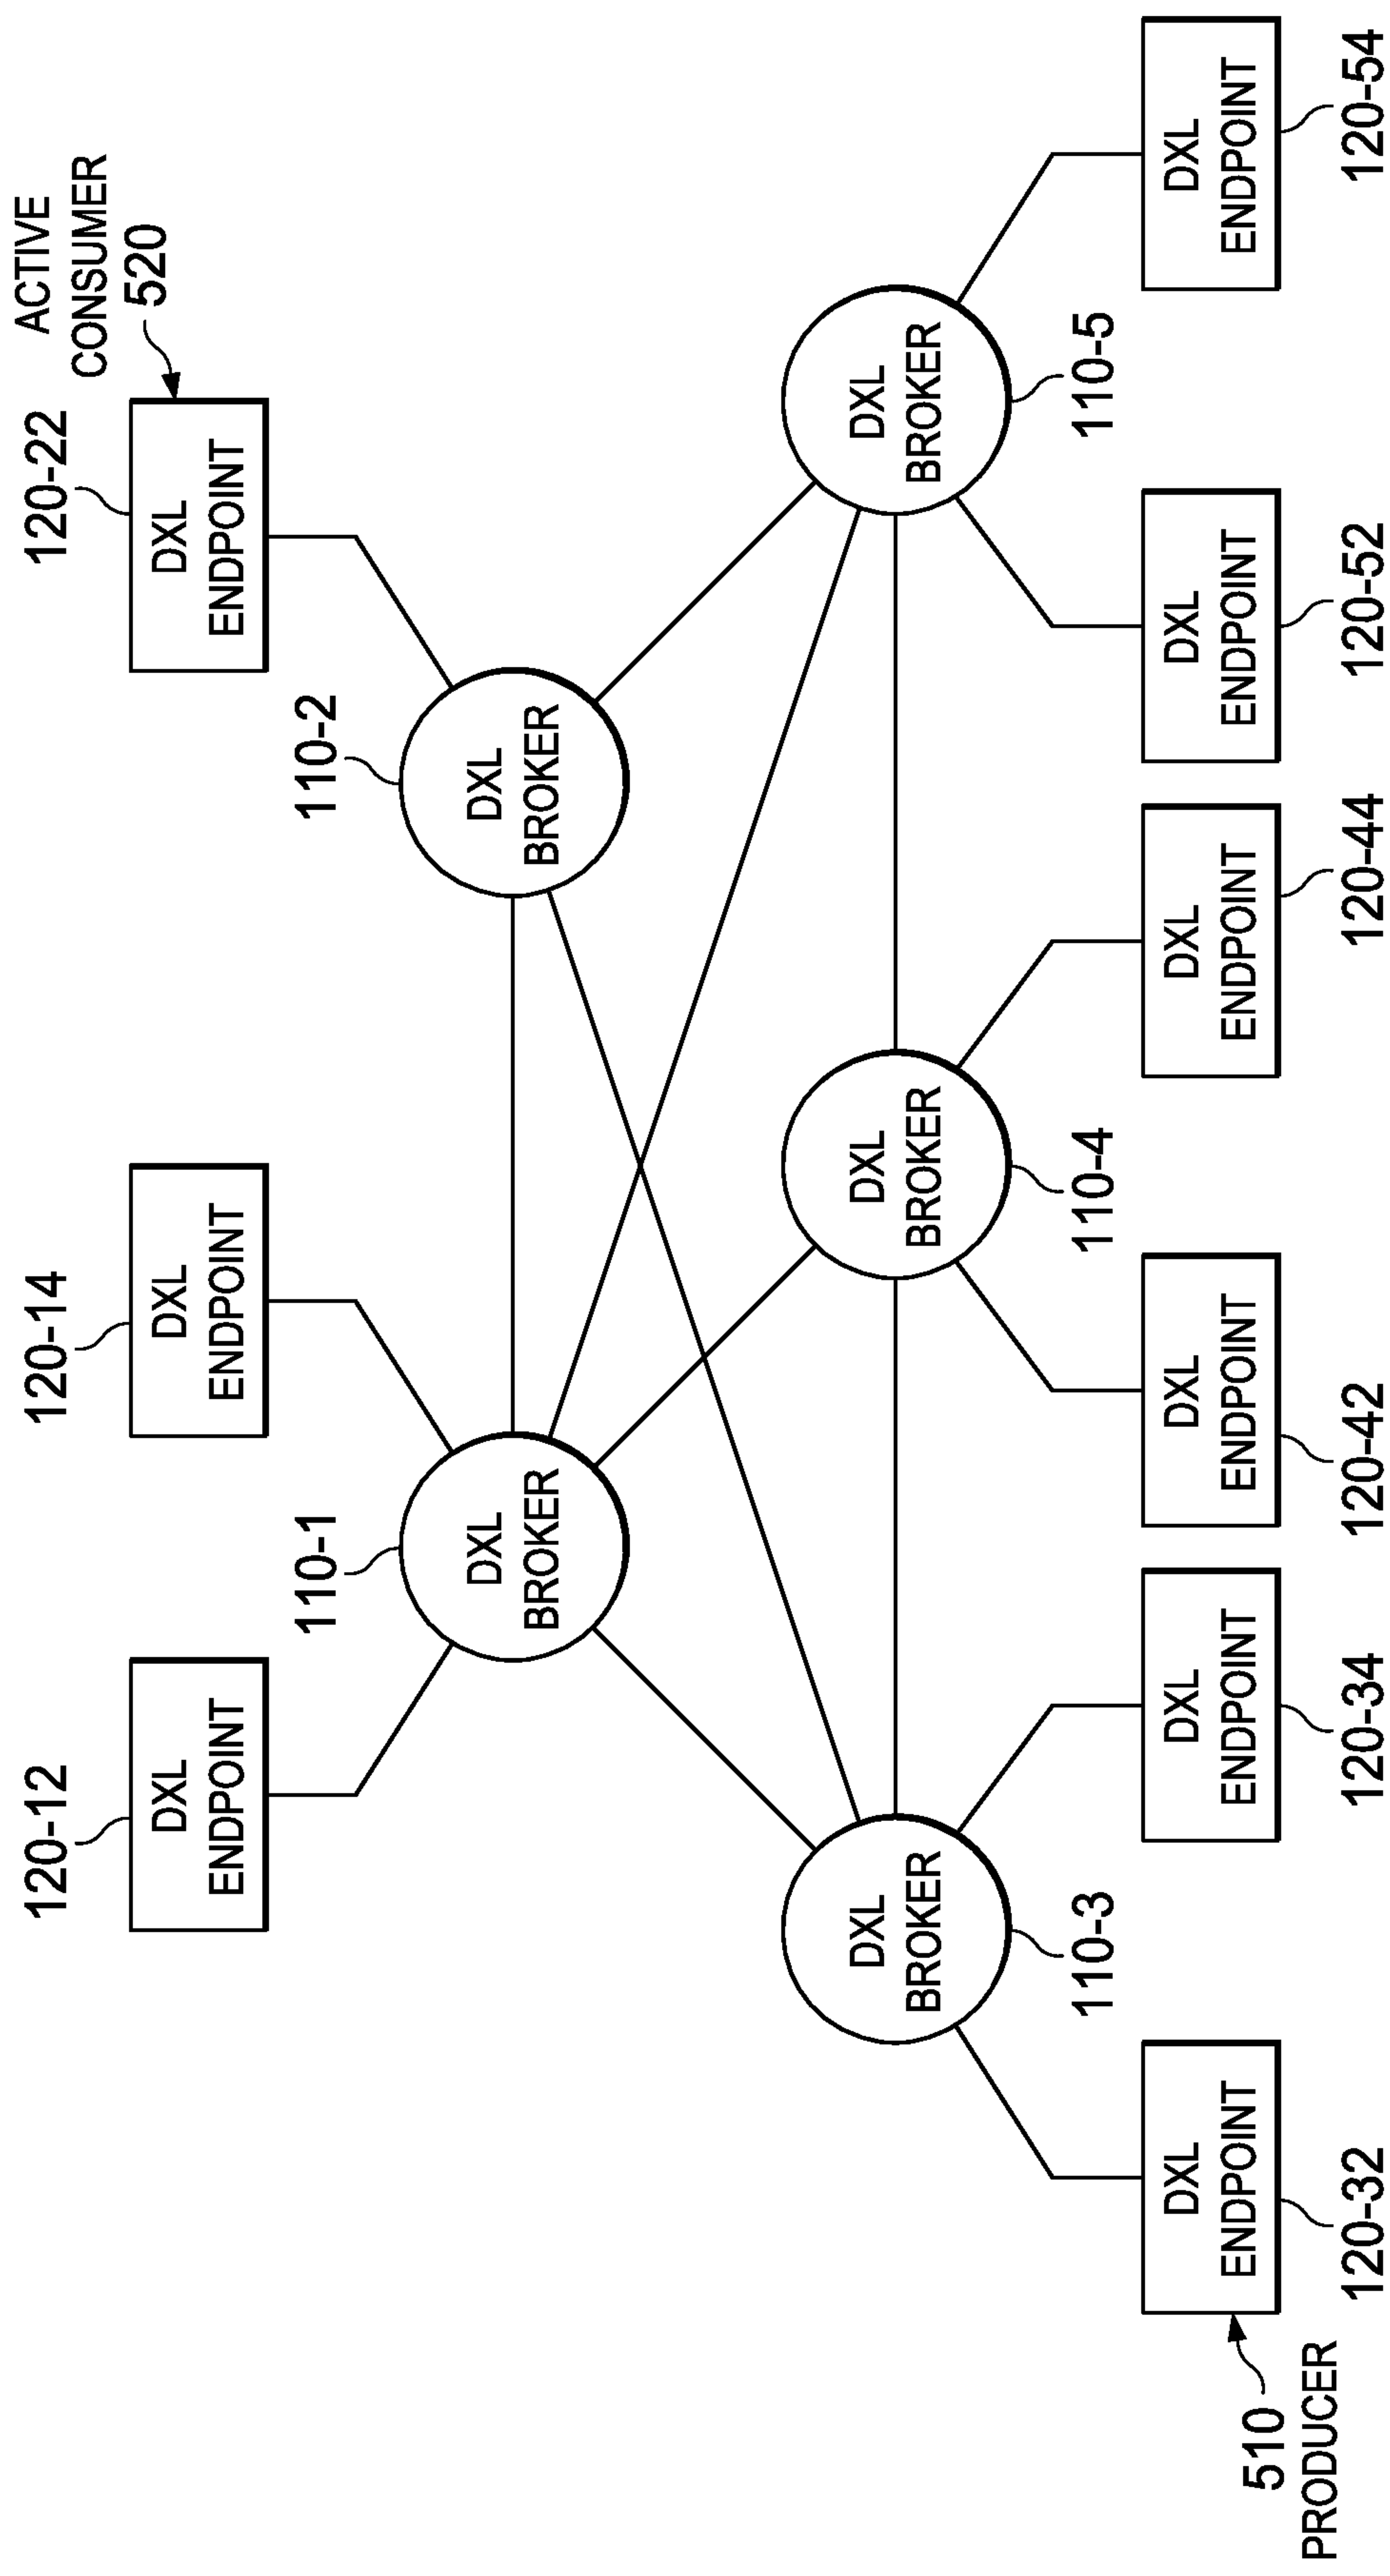 ACTIVE
CONSUMER
520
120-12
120-14
120-22
DXL
ENDPOINT
DXL
ENDPOINT
DXL
ENDPOINT
110-1
110-2
DXL
BROKER
DXL
BROKER
DXL
BROKER
DXL
BROKER
DXL
BROKER
110-3
110-4
110-5
DXL
ENDPOINT
DXL
ENDPOINT
DXL
ENDPOINT
DXL
ENDPOINT
DXL
ENDPOINT
DXL
ENDPOINT
510
PRODUCER
120-32
120-34
120-42
120-44
120-52
120-54